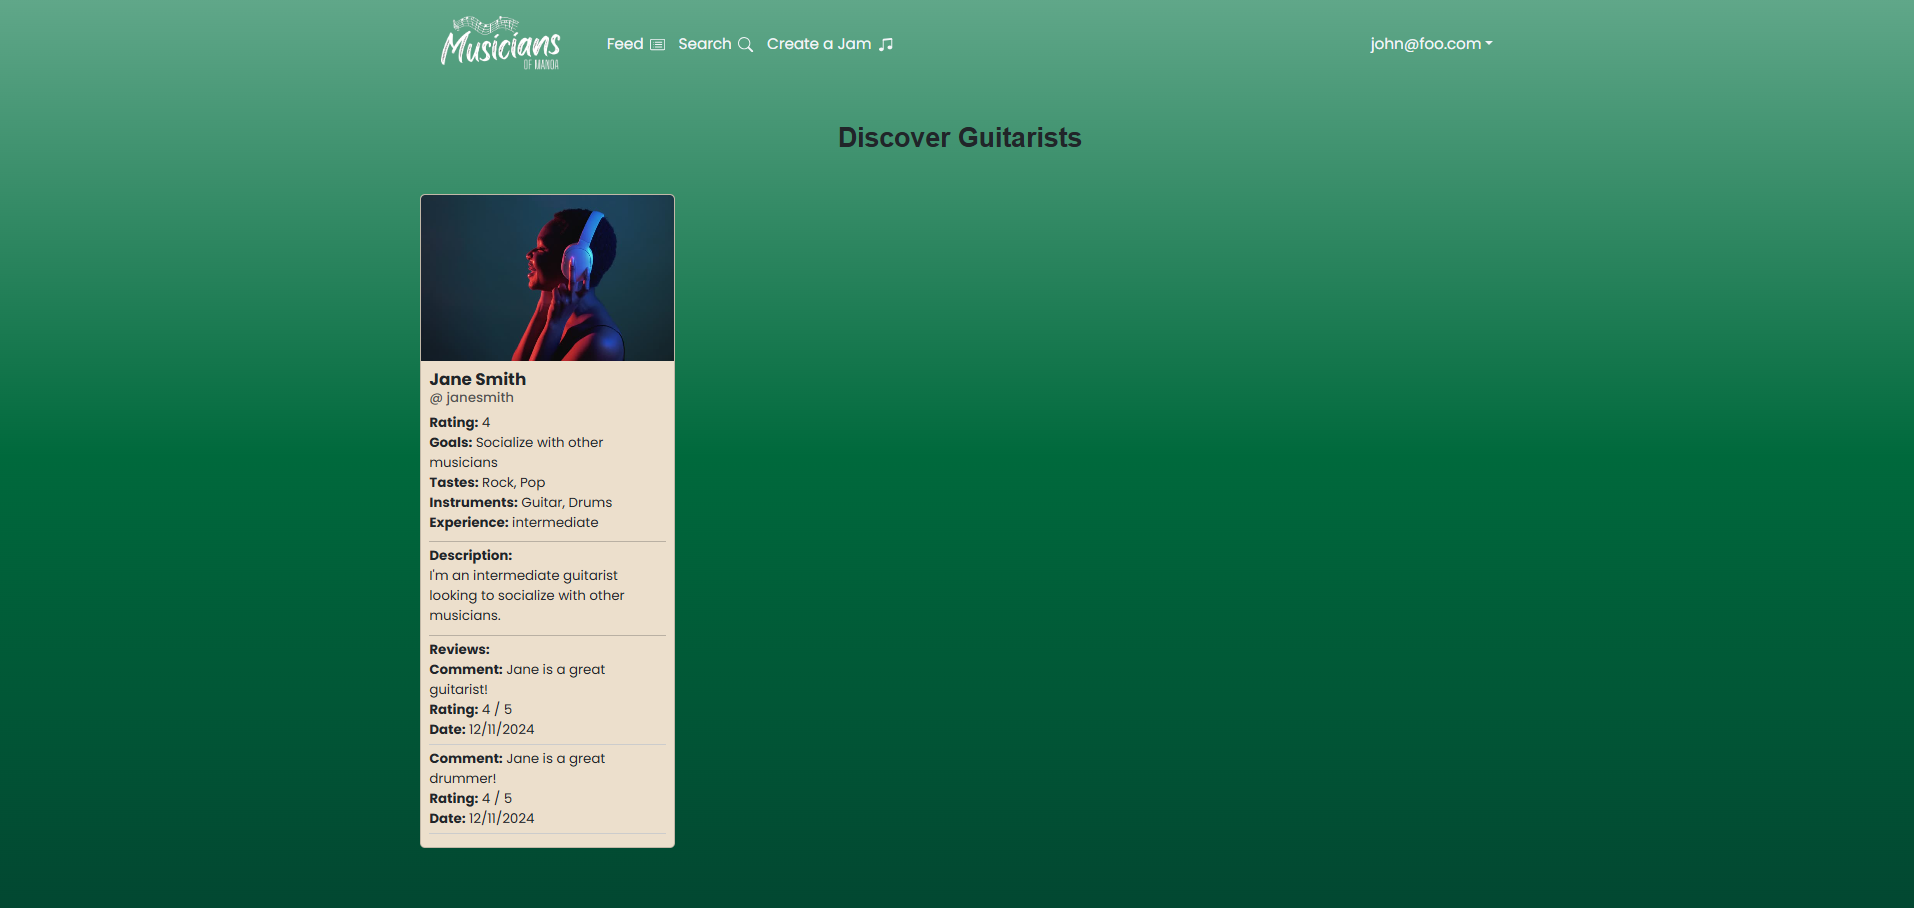 Musicians
OF MANOA
Feed Search Create a Jam john@foo.com
Discover Guitarists
Jane Smith
@ janesmith
Rating: 4
Goals: Socialize with other
musicians
Tastes: Rock, Pop
Instruments: Guitar, Drums
Experience: intermediate
Description:
I'm an intermediate guitarist
looking to socialize with other
musicians.
Reviews:
Comment: Jane is a great
guitarist!
Rating: 4 / 5
Date: 12/11/2024
Comment: Jane is a great
drummer!
Rating: 4 / 5
Date: 12/11/2024